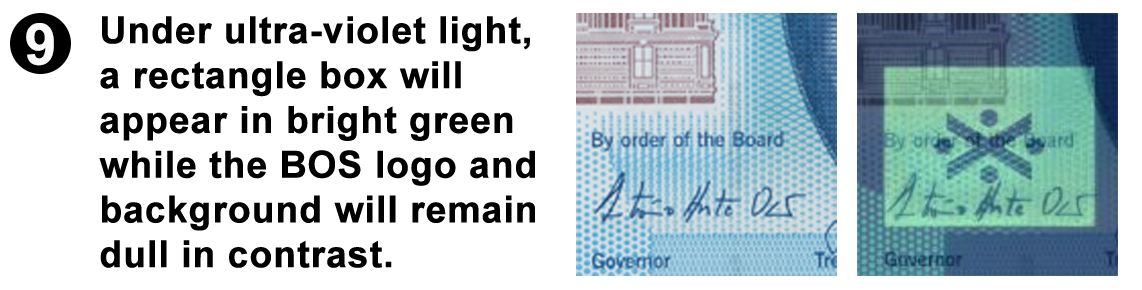 9
Under ultra-violet light,
a rectangle box will
appear in bright green
while the BOS logo and
background will remain
dull in contrast.
By order of the Board
Governor
Tre
By order of the Board
Governor